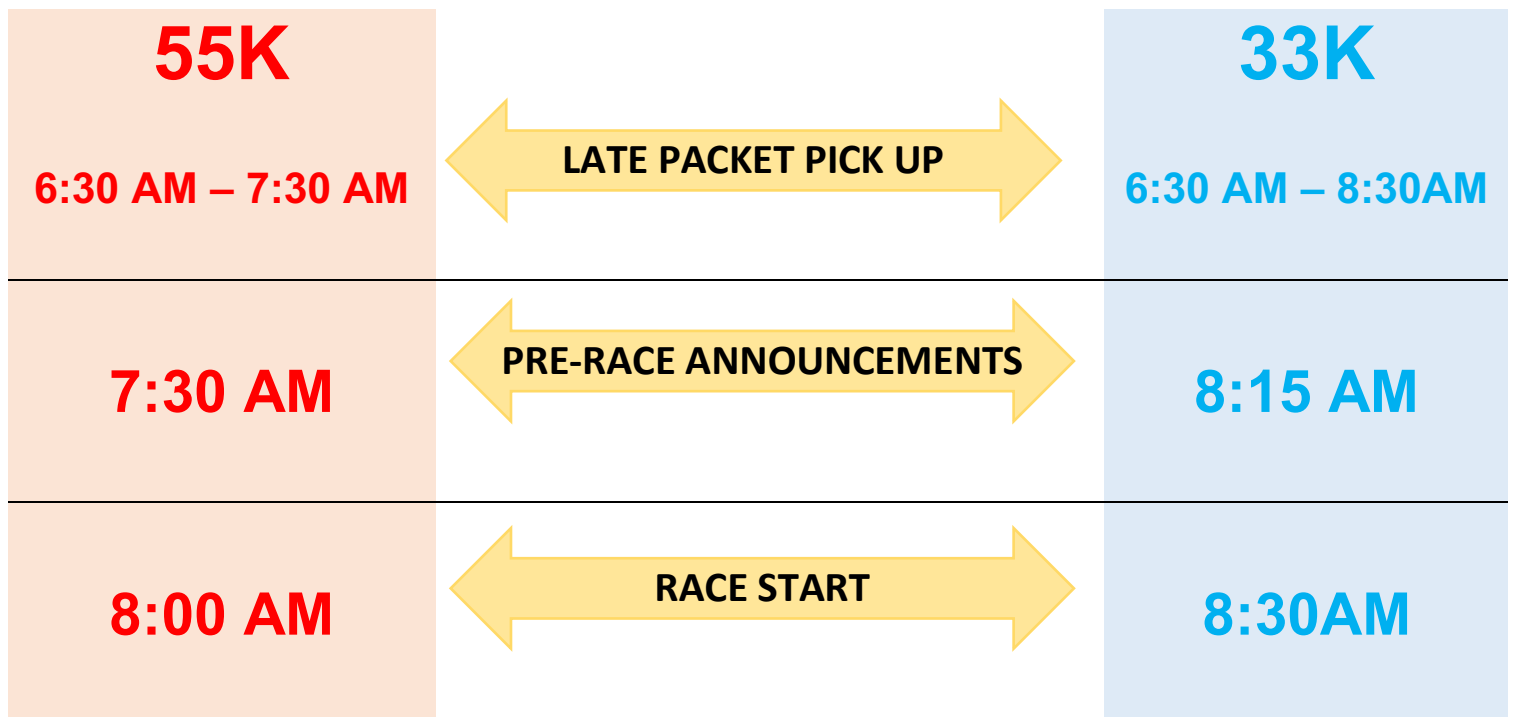 55K
33K
6:30 AM – 7:30 AM
LATE PACKET PICK UP
6:30 AM – 8:30AM
7:30 AM
PRE-RACE ANNOUNCEMENTS
8:15 AM
8:00 AM
RACE START
8:30AM